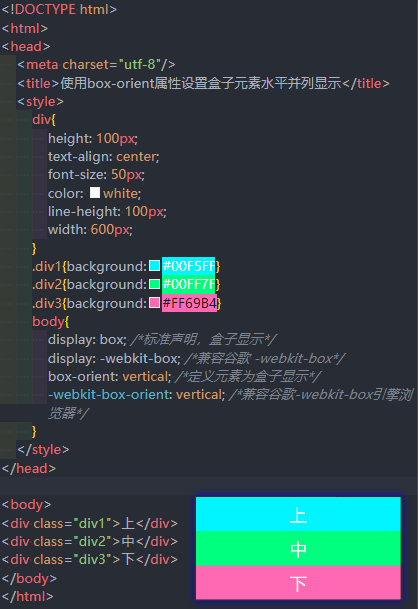 <!DOCTYPE html>
<html>
<head>
<meta charset="utf-8"/>
<title>使用box-orient属性设置盒子元素水平并列显示</title>
<style>
div{
height: 100px;
text-align: center;
font-size: 50px;
color: white;
line-height: 100px;
width: 600px;
}
.div1{background: #00F5FF}
.div2{background: #00FF7F}
.div3{background: #FF69B4}
body{
display: box; /*标准声明，盒子显示*/
display: -webkit-box; /*兼容谷歌 -webkit-box*/
box-orient: vertical; /*定义元素为盒子显示*/
-webkit-box-orient: vertical; /*兼容谷歌-webkit-box引擎浏
览器*/
}
</style>
</head>
<body>
<div class="div1">上</div>
<div class="div2">中</div>
<div class="div3">下</div>
</body>
</html>
上
中
下